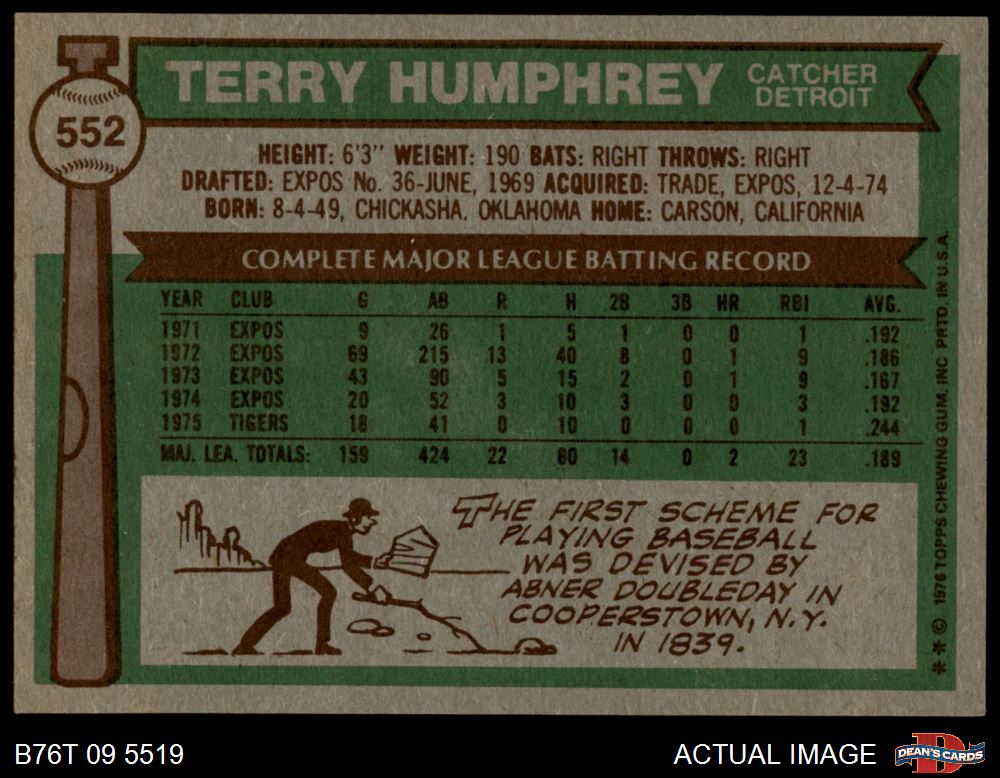 552
TERRY HUMPHREY CATCHER DETROIT
HEIGHT: 6'3" WEIGHT: 190 BATS: RIGHT THROWS: RIGHT
DRAFTED: EXPOS No. 36-JUNE, 1969 ACQUIRED: TRADE, EXPOS, 12-4-74
BORN: 8-4-49, CHICKASHA, OKLAHOMA HOME: CARSON, CALIFORNIA
COMPLETE MAJOR LEAGUE BATTING RECORD
YEAR CLUB G AB R H 2B 3B HR RBI AVG.
1971 EXPOS 9 26 1 5 1 0 0 1 .192
1972 EXPOS 69 215 13 40 8 0 1 9 .186
1973 EXPOS 43 90 5 15 2 0 1 9 .167
1974 EXPOS 20 52 3 10 3 0 0 3 .192
1975 TIGERS 18 41 0 10 0 0 0 1 .244
MAJ. LEA. TOTALS: 159 424 22 80 14 0 2 23 .189
THE FIRST SCHEME FOR
PLAYING BASEBALL
WAS DEVISED BY
ABNER DOUBLEDAY IN
COOPERSTOWN, N.Y.
IN 1839.
** © 1976 TOPPS CHEWING GUM, INC. PRTD. IN U.S.A.
B76T 09 5519
ACTUAL IMAGE
D
DEAN'S CARDS